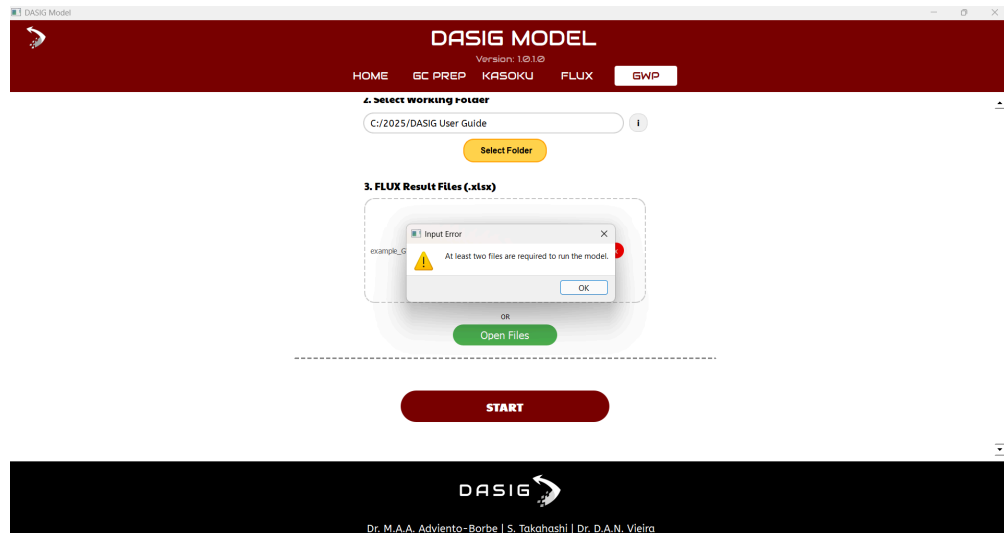 DASIG Model
DASIG MODEL
Version: 1.0.1.0
HOME GC PREP KASOKU FLUX GWP
2. Select Working Folder
C:/2025/DASIG User Guide
i
Select Folder
3. FLUX Result Files (.xlsx)
Input Error
example_G
At least two files are required to run the model.
OK
OR
Open Files
START
DASIG
Dr. M.A.A. Adviento-Borbe | S. Takahashi | Dr. D.A.N. Vieira